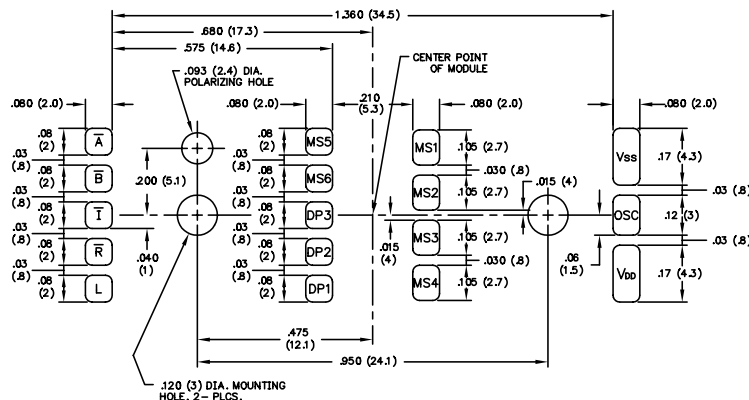 1.360 (34.5)
.680 (17.3)
.575 (14.6)
CENTER POINT
OF MODULE
.093 (2.4) DIA.
POLARIZING HOLE
.080 (2.0)
.080 (2.0)
.210
(5.3)
.080 (2.0)
.080 (2.0)
.08
(2)
A
.03
(.8)
.08
(2)
B
.03
(.8)
.08
(2)
I
.03
(.8)
.08
(2)
R
.03
(.8)
.08
(2)
L
.200 (5.1)
.040
(1)
.08
(2)
MS5
.03
(.8)
.08
(2)
MS6
.03
(.8)
.08
(2)
DP3
.03
(.8)
.08
(2)
DP2
.03
(.8)
.08
(2)
DP1
MS1
.105 (2.7)
.030 (.8)
MS2
.105 (2.7)
.015 (4)
.015
(4)
MS3
.105 (2.7)
.030 (.8)
MS4
.105 (2.7)
VSS
.17 (4.3)
.03 (.8)
OSC
.12 (3)
.03 (.8)
.06
(1.5)
VDD
.17 (4.3)
.475
(12.1)
.950 (24.1)
.120 (3) DIA. MOUNTING
HOLE, 2- PLCS.